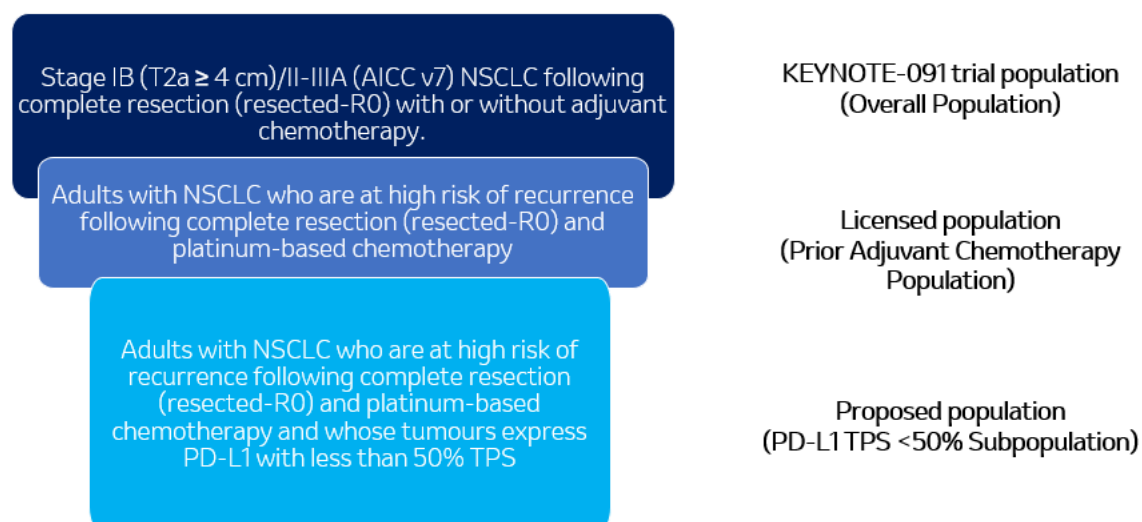 Stage IB (T2a ≥ 4 cm)/II-IIIA (AICC v7) NSCLC following
complete resection (resected-R0) with or without adjuvant
chemotherapy.
KEYNOTE-091 trial population
(Overall Population)
Adults with NSCLC who are at high risk of recurrence
following complete resection (resected-R0) and
platinum-based chemotherapy
Licensed population
(Prior Adjuvant Chemotherapy
Population)
Adults with NSCLC who are at high risk of
recurrence following complete resection
(resected-R0) and platinum-based
chemotherapy and whose tumours express
PD-L1 with less than 50% TPS
Proposed population
(PD-L1 TPS <50% Subpopulation)